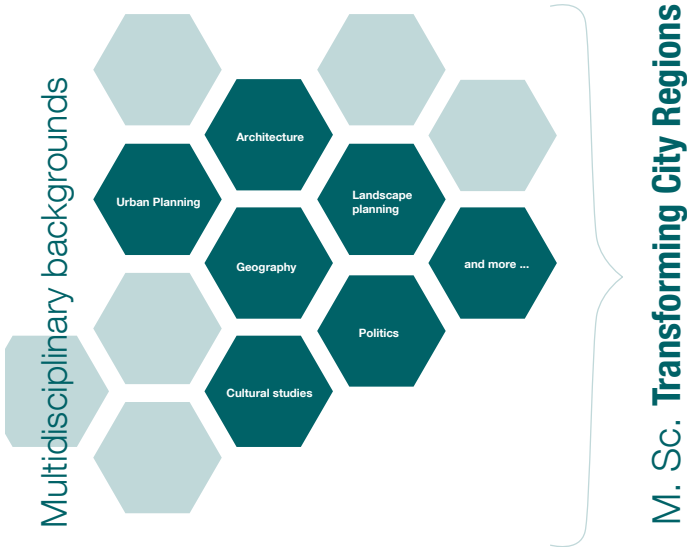 Multidisciplinary backgrounds
Architecture
Urban Planning
Landscape
planning
Geography
and more ...
Politics
Cultural studies
M. Sc. Transforming City Regions